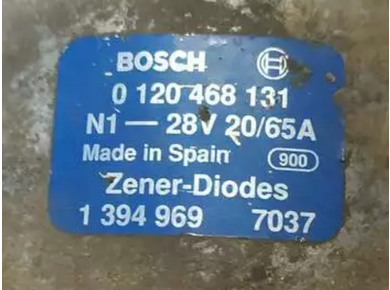 BOSCH
0 120 468 131
N1 — 28V 20/65A
Made in Spain 900
Zener-Diodes
1 394 969 7037